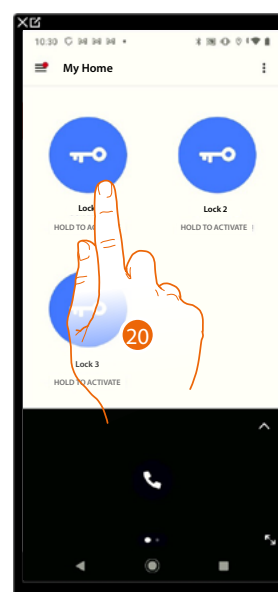 10:30
My Home
Lock
Lock 2
HOLD TO AC
HOLD TO ACTIVATE
20
Lock 3
HOLD TO ACTIVATE